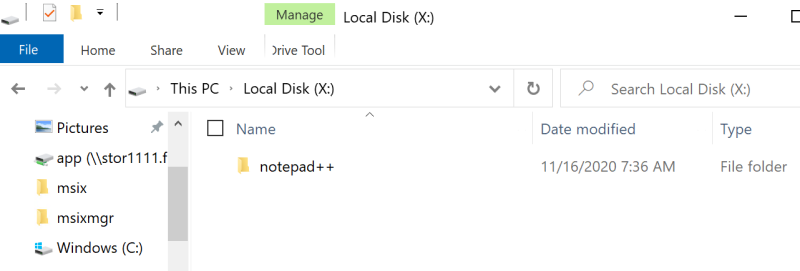 Manage
Local Disk (X:)
File
Home
Share
View
Drive Tool
This PC > Local Disk (X:)
Search Local Disk (X:)
Pictures
app (\\stor1111.f
msix
msixmgr
Windows (C:)
Name
Date modified
Type
notepad++
11/16/2020 7:36 AM
File folder